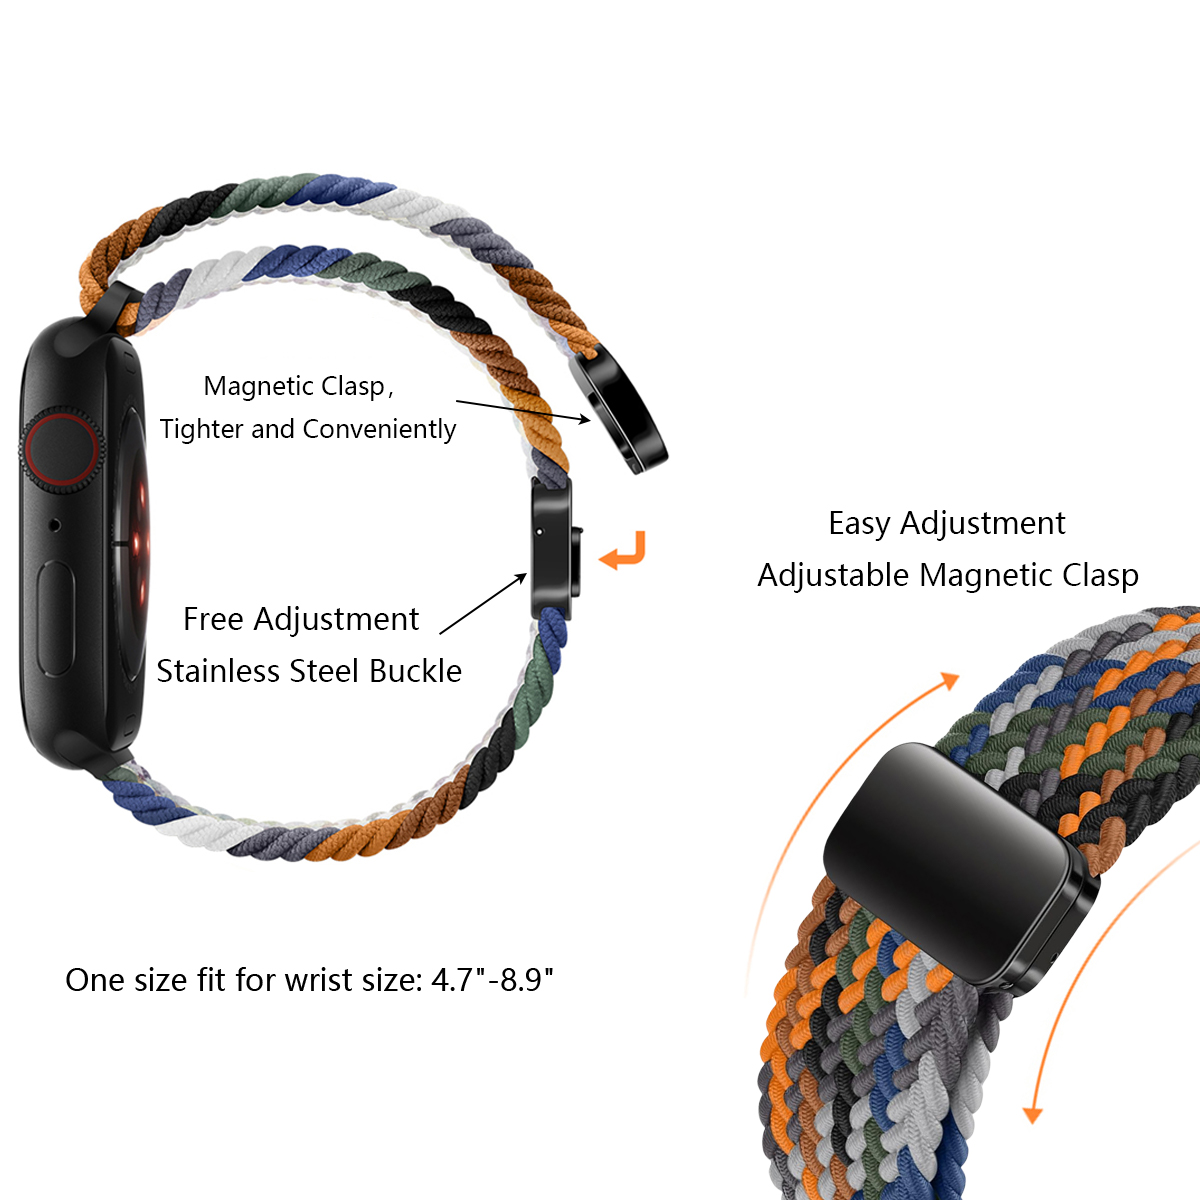 Magnetic Clasp,
Tighter and Conveniently
Free Adjustment
Stainless Steel Buckle
One size fit for wrist size: 4.7"-8.9"
Easy Adjustment
Adjustable Magnetic Clasp